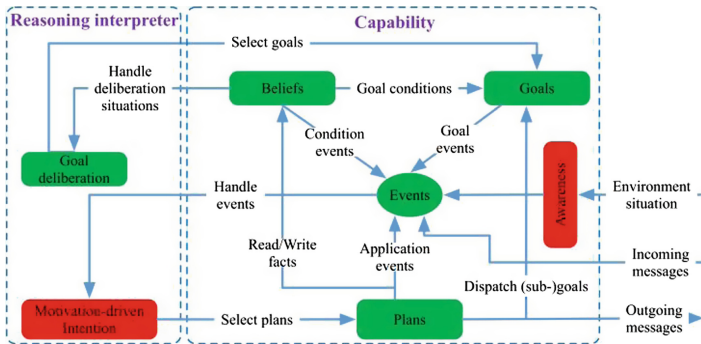 Reasoning interpreter
Capability
Select goals
Handle
deliberation
situations
Beliefs
Goal conditions
Goals
Condition
events
Goal
events
Goal
deliberation
Handle
events
Events
Awareness
Environment
situation
Read/Write
facts
Application
events
Incoming
messages
Dispatch (sub-)goals
Motivation-driven
Intention
Select plans
Plans
Outgoing
messages